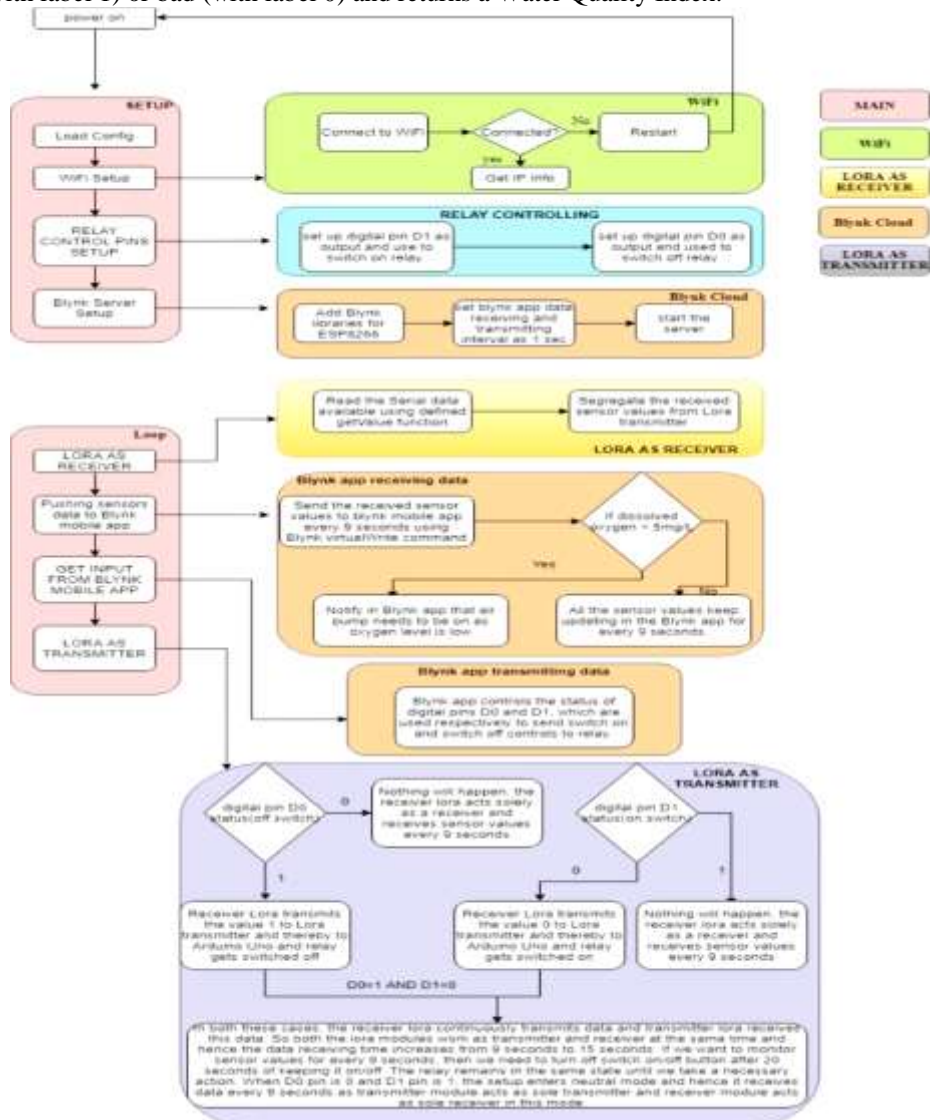 with label 1) or bad (with label 0) and returns a Water Quality Index.
power on
SETUP
Load Config
WiFi Setup
RELAY
CONTROL PINS
SETUP
Blynk Server
Setup
WiFi
Connect to WiFi
Connected?
No
Restart
yes
Get IP Info
RELAY CONTROLLING
set up digital pin D1 as
output and use to
switch on relay
set up digital pin D0 as
output and used to
switch off relay
Blynk Cloud
Add Blynk
libraries for
ESP8266
Set blynk app data
receiving and
transmitting
interval as 1 sec
start the
server
MAIN
WiFi
LORA AS
RECEIVER
Blynk Cloud
LORA AS
TRANSMITTER
Loop
LORA AS
RECEIVER
Pushing sensors
data to Blynk
mobile app
GET INPUT
FROM BLYNK
MOBILE APP
LORA AS
TRANSMITTER
Read the Serial data
available using defined
getValue function
Segregate the received
sensor values from Lora
transmitter
LORA AS RECEIVER
Blynk app receiving data
Send the received sensor
values to blynk mobile app
every 9 seconds using
Blynk virtualWrite command
If dissolved
oxygen 5mg/L
Yes
No
Notify in Blynk app that air
pump needs to be on as
oxygen level is low
All the sensor values keep
updating in the Blynk app for
every 9 seconds
Blynk app transmitting data
Blynk app controls the status of
digital pins D0 and D1, which are
used respectively to send switch on
and switch off controls to relay
LORA AS
TRANSMITTER
digital pin D0
status(off switch)
0
Nothing will happen, the
receiver lora acts solely
as a receiver and
receives sensor values
every 9 seconds
digital pin D1
status(on switch)
1
0
1
Receiver Lora transmits
the value 1 to Lora
transmitter and thereby to
Arduino Uno and relay
gets switched off
Receiver Lora transmits
the value 0 to Lora
transmitter and thereby to
Arduino Uno and relay
gets switched on
Nothing will happen, the
receiver lora acts solely
as a receiver and
receives sensor values
every 9 seconds
D0=1 AND D1=0
In both these cases, the receiver lora continuously transmits data and transmitter lora received
this data. So both the lora modules work as transmitter and receiver at the same time and
hence the data receiving time increases from 9 seconds to 15 seconds. If we want to monitor
sensor values for every 9 seconds, then we need to turn off switch on/off button after 20
seconds of keeping it on/off. The relay remains in the same state until we take a necessary
action. When D0 pin is 0 and D1 pin is 1, the setup enters neutral mode and hence it receives
data every 9 seconds as transmitter module acts as sole transmitter and receiver module acts
as sole receiver in this mode